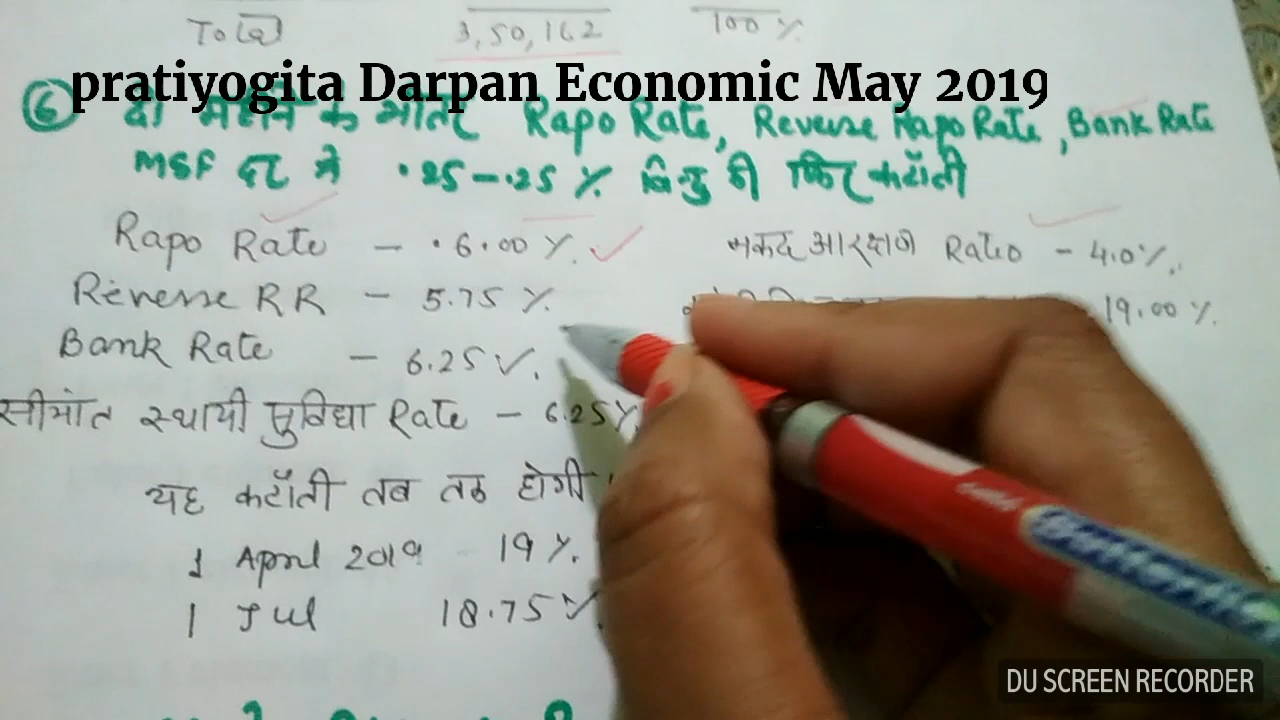 Total 3,50,162 100 %
pratiyogita Darpan Economic May 2019
⑥ दो महीने के भीतर Rapo Rate, Reverse Rapo Rate, Bank Rate
MSF दर में .25-.25 % बिन्दु की फिर कटॉती
Rapo Rate - 6.00 %. नकद आरक्षण Ratio - 4.0 %.
Reverse RR - 5.75 %. 19.00 %.
Bank Rate - 6.25 %.
सीमांत स्थायी सुविधा Rate - 6.25 %
यह कटॉती तब तक होगी
1 April 2019 19 %.
1 Jul 18.75 %
Butterflow
DU SCREEN RECORDER